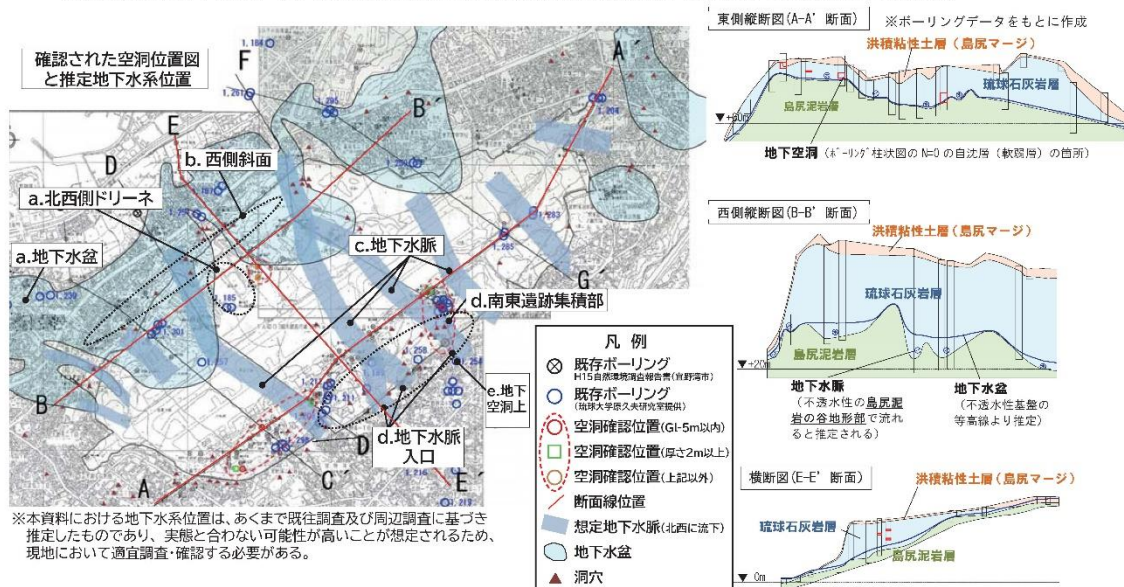 確認された空洞位置図
と推定地下水系位置
F
E
D
B´
A´
b.西側斜面
a.北西側ドリーネ
a.地下水盆
c.地下水脈
G´
d.南東遺跡集積部
e.地下
空洞上
d.地下水脈
入口
B
A
C´
D´
E´
※本資料における地下水系位置は、あくまで既往調査及び周辺調査に基づき
推定したものであり、実態と合わない可能性が高いことが想定されるため、
現地において適宜調査・確認する必要がある。
凡 例
既存ボーリング
H15自然環境調査報告書(宜野湾市)
既存ボーリング
(琉球大学原久夫研究室提供)
空洞確認位置(Gl-5m以内)
空洞確認位置(厚さ2m以上)
空洞確認位置(上記以外)
断面線位置
想定地下水脈(北西に流下)
地下水盆
洞穴
東側縦断図(A-A’ 断面)
※ボーリングデータをもとに作成
洪積粘性土層(島尻マージ)
琉球石灰岩層
島尻泥岩層
▼+60m
地下空洞(ボーリング柱状図の N=0 の自沈層(軟弱層)の箇所)
西側縦断図(B-B’ 断面)
洪積粘性土層(島尻マージ)
琉球石灰岩層
島尻泥岩層
▼+20m
地下水脈
(不透水性の島尻泥
岩の谷地形部で流れ
ると推定される)
地下水盆
(不透水性基盤の
等高線より推定)
横断図(E-E’ 断面)
洪積粘性土層(島尻マージ)
琉球石灰岩層
島尻泥岩層
▼0m